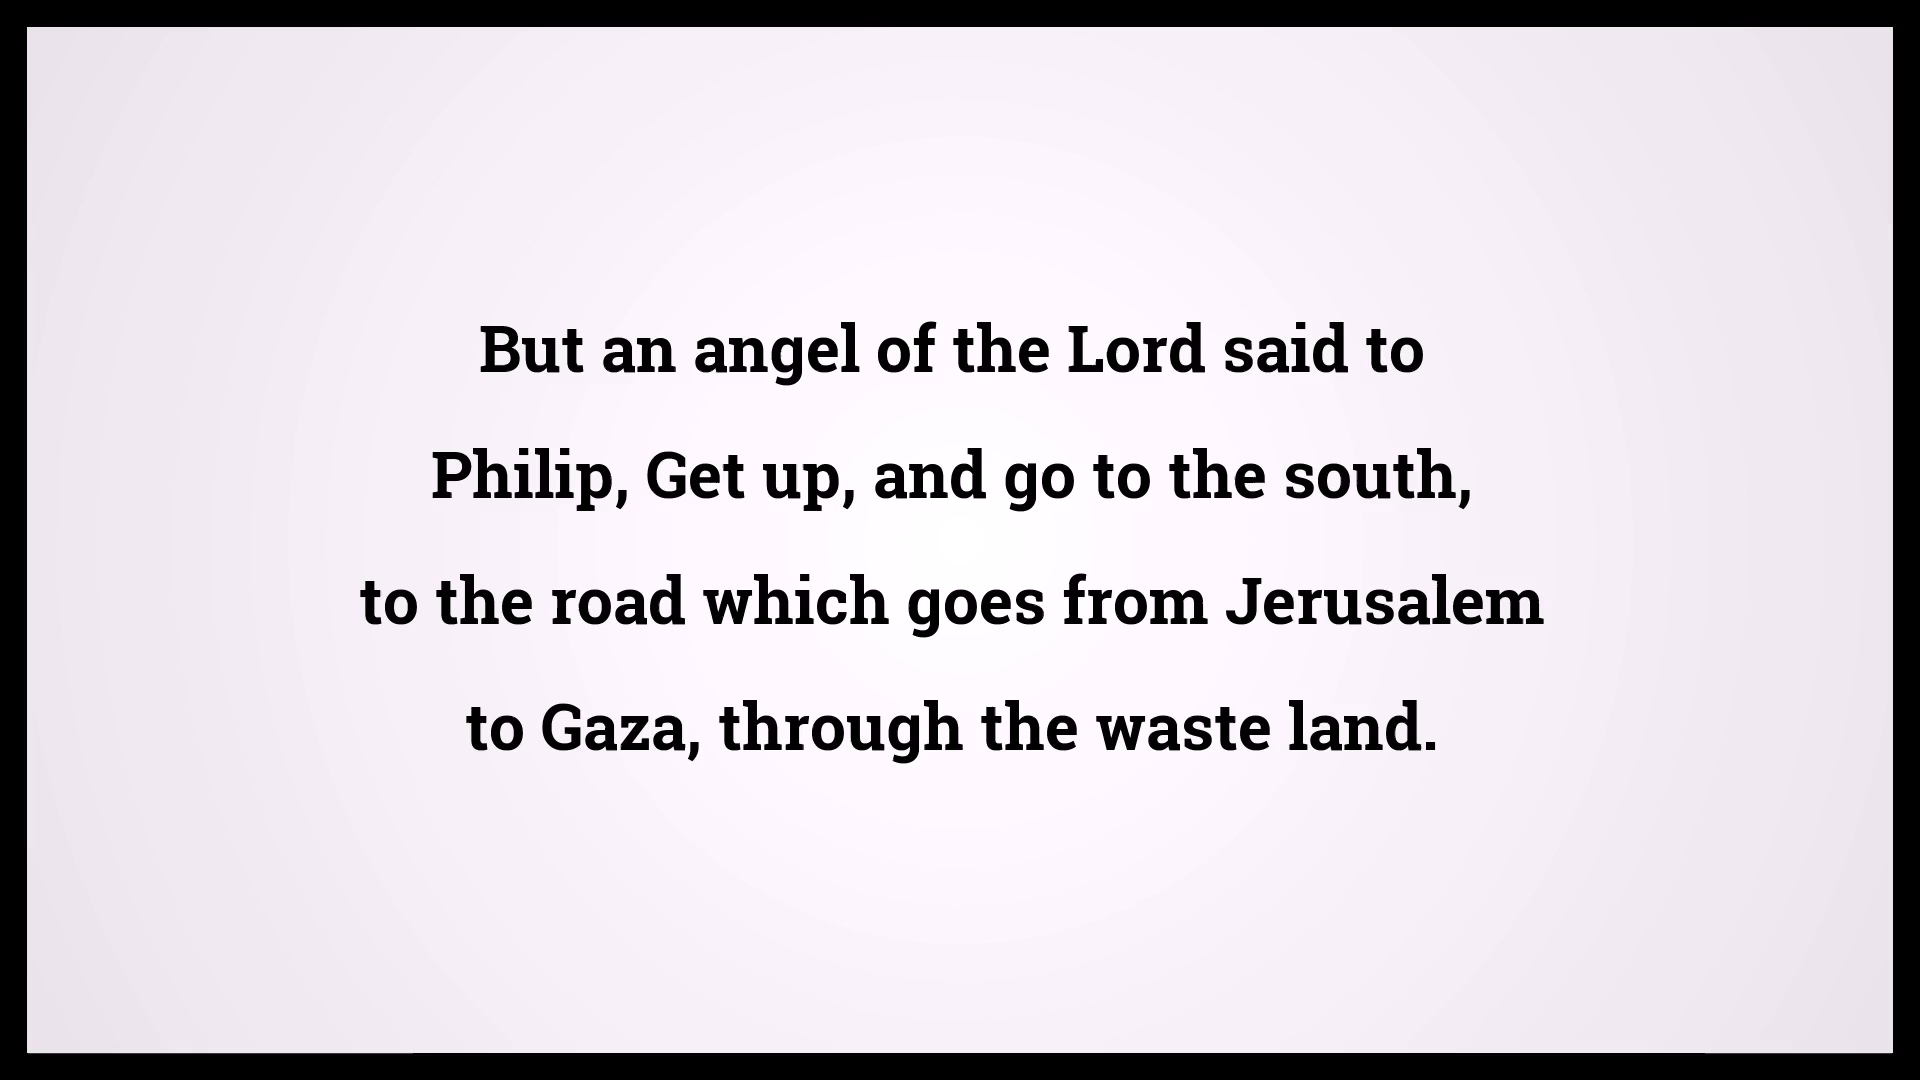 But an angel of the Lord said to
Philip, Get up, and go to the south,
to the road which goes from Jerusalem
to Gaza, through the waste land.